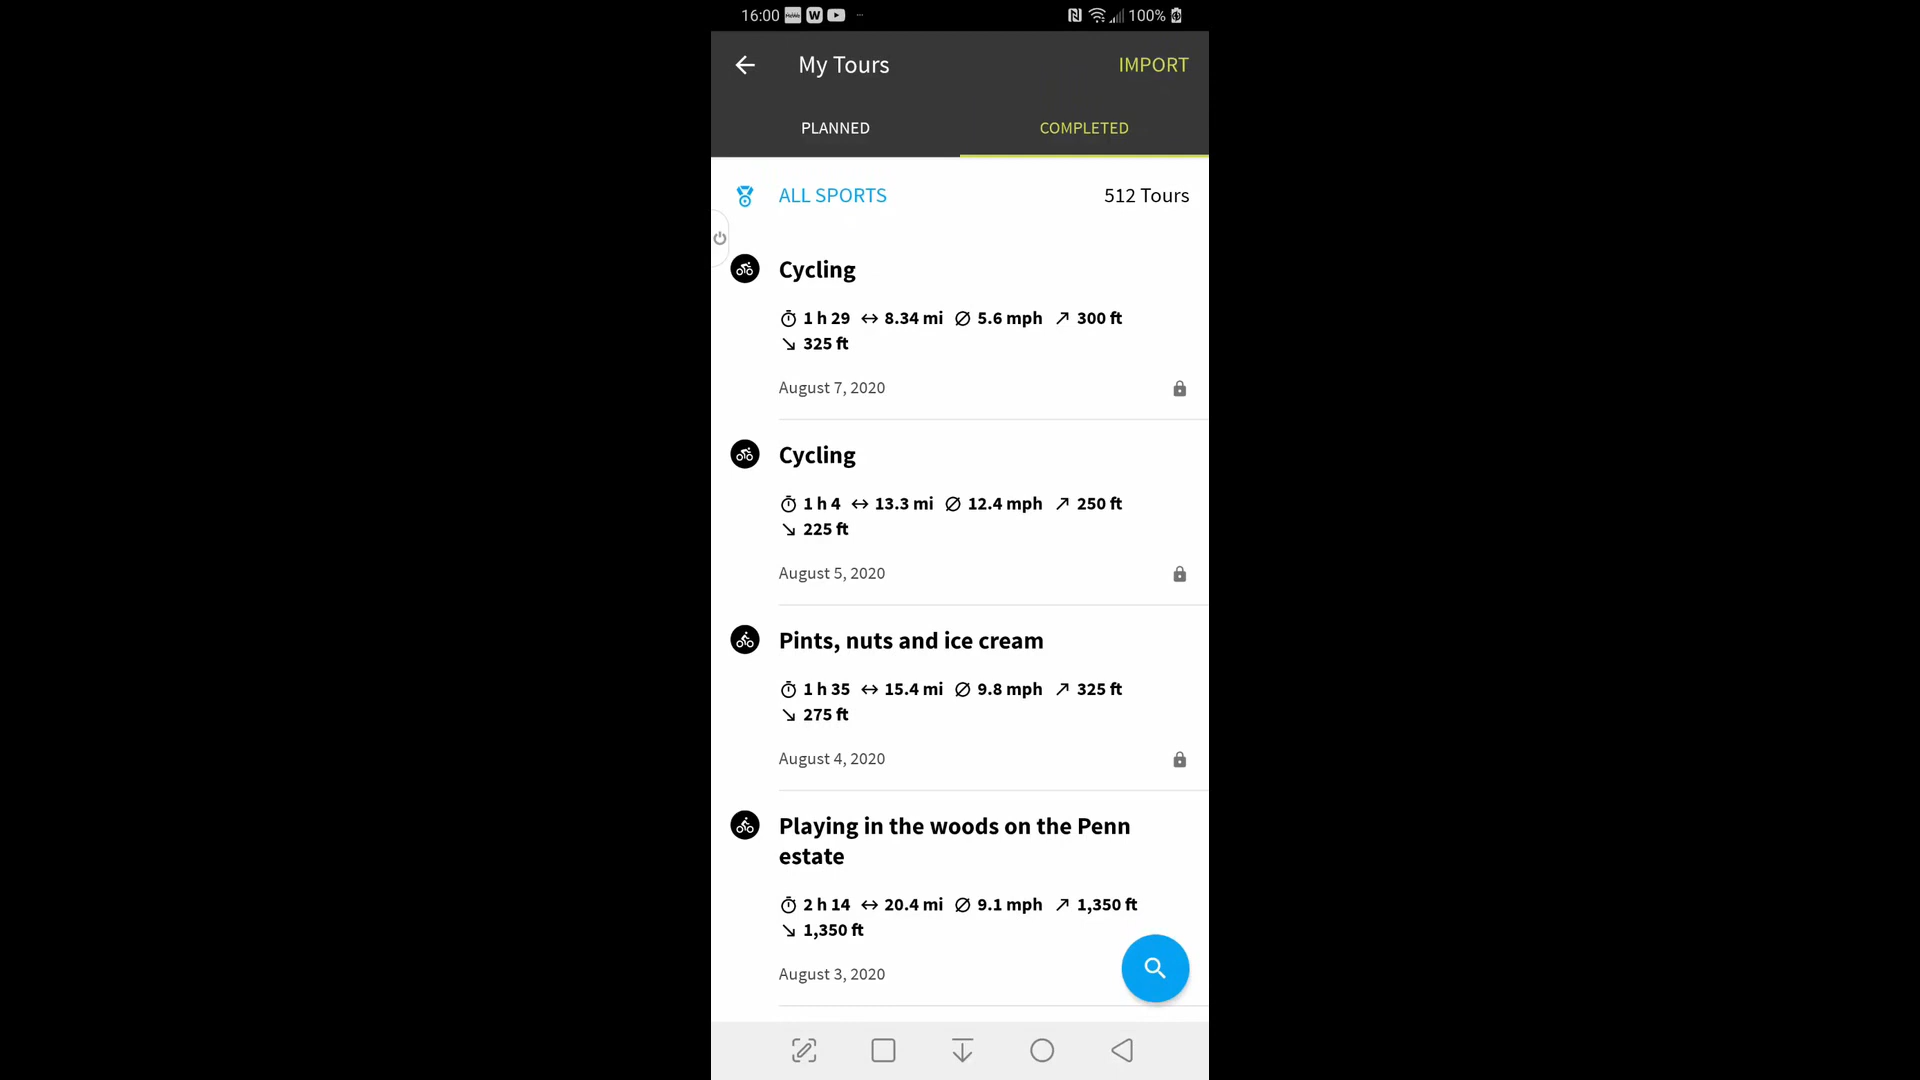 16:00 W 100%
My Tours IMPORT
PLANNED COMPLETED
ALL SPORTS 512 Tours
Cycling
1 h 29 ↔ 8.34 mi Ø 5.6 mph ↗ 300 ft
↘ 325 ft
August 7, 2020
Cycling
1 h 4 ↔ 13.3 mi Ø 12.4 mph ↗ 250 ft
↘ 225 ft
August 5, 2020
Pints, nuts and ice cream
1 h 35 ↔ 15.4 mi Ø 9.8 mph ↗ 325 ft
↘ 275 ft
August 4, 2020
Playing in the woods on the Penn
estate
2 h 14 ↔ 20.4 mi Ø 9.1 mph ↗ 1,350 ft
↘ 1,350 ft
August 3, 2020